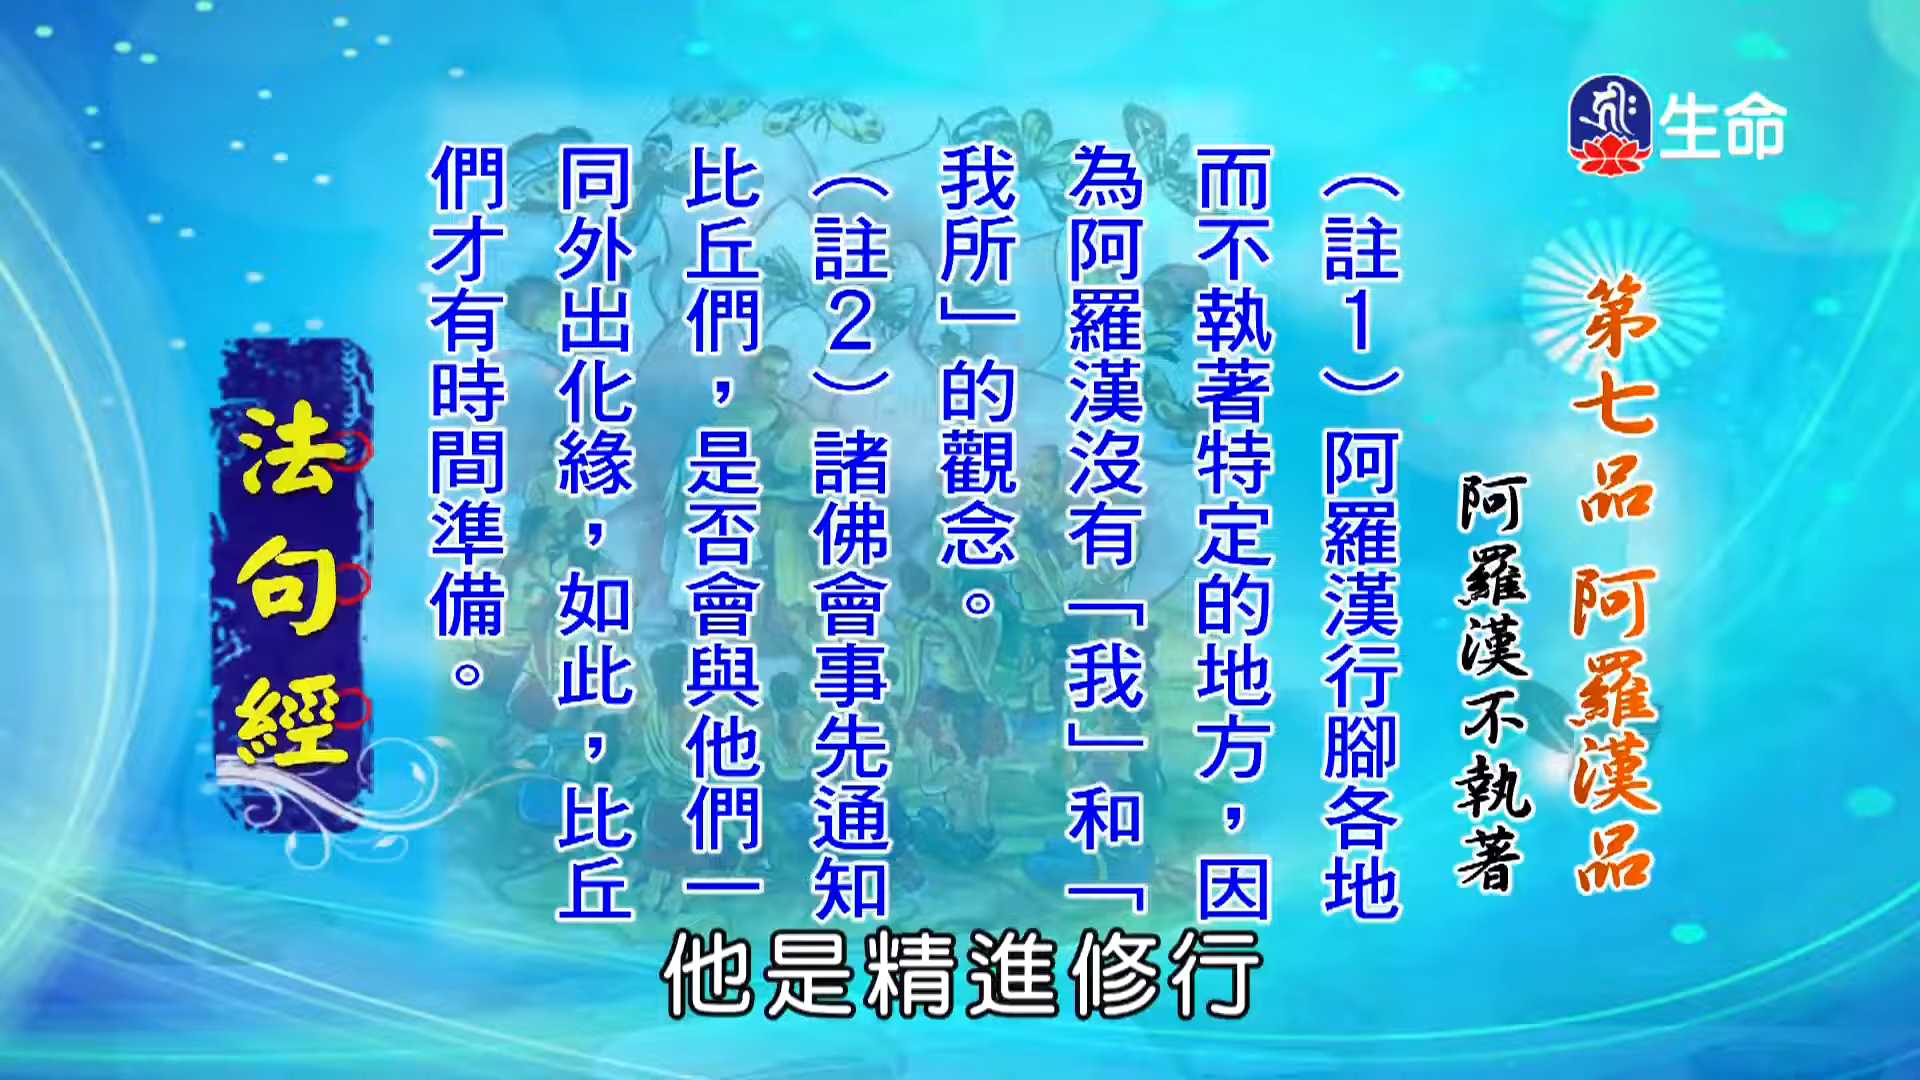 生命
第七品 阿羅漢品
阿羅漢不執著
（註1）阿羅漢行腳各地
而不執著特定的地方，因
為阿羅漢沒有「我」和「
我所」的觀念。
（註2）諸佛會事先通知
比丘們，是否會與他們一
同外出化緣，如此，比丘
們才有時間準備。
法句經
他是精進修行